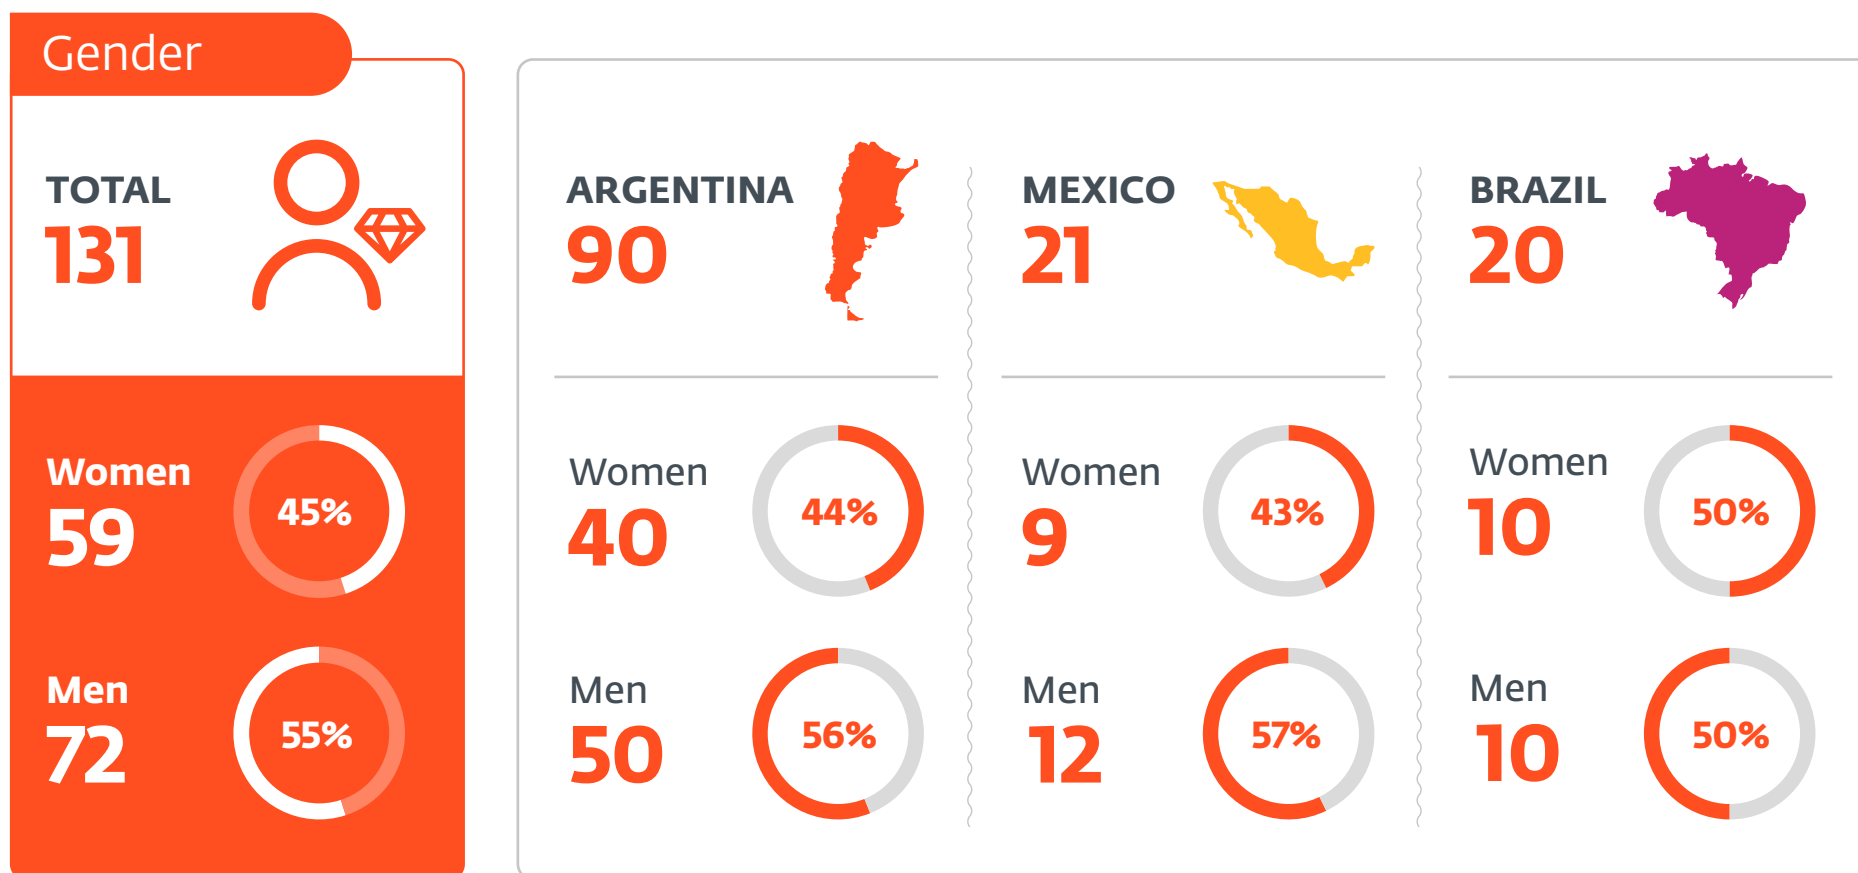 Gender
TOTAL
131
Women
59
45%
Men
72
55%
ARGENTINA
90
Women
40
44%
Men
50
56%
MEXICO
21
Women
9
43%
Men
12
57%
BRAZIL
20
Women
10
50%
Men
10
50%